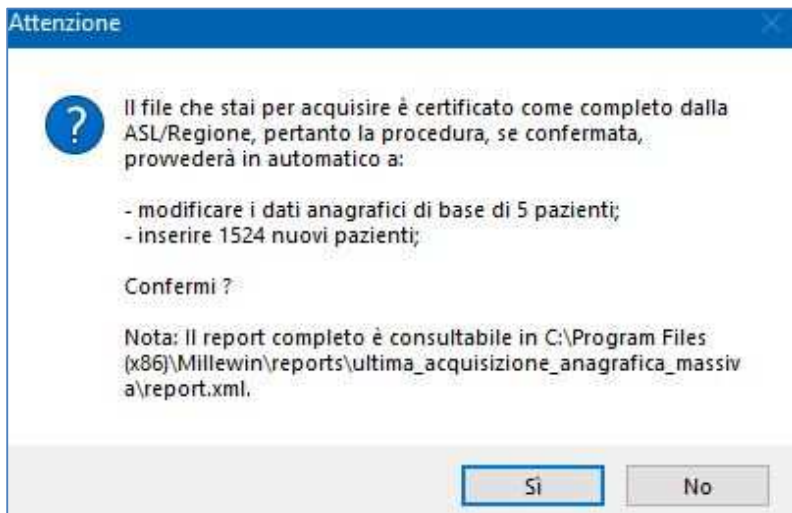 Attenzione
Il file che stai per acquisire è certificato come completo dalla
ASL/Regione, pertanto la procedura, se confermata,
provvederà in automatico a:
- modificare i dati anagrafici di base di 5 pazienti;
- inserire 1524 nuovi pazienti;
Confermi ?
Nota: Il report completo è consultabile in C:\Program Files
(x86)\Millewin\reports\ultima_acquisizione_anagrafica_massiv
a\report.xml.
Sì
No